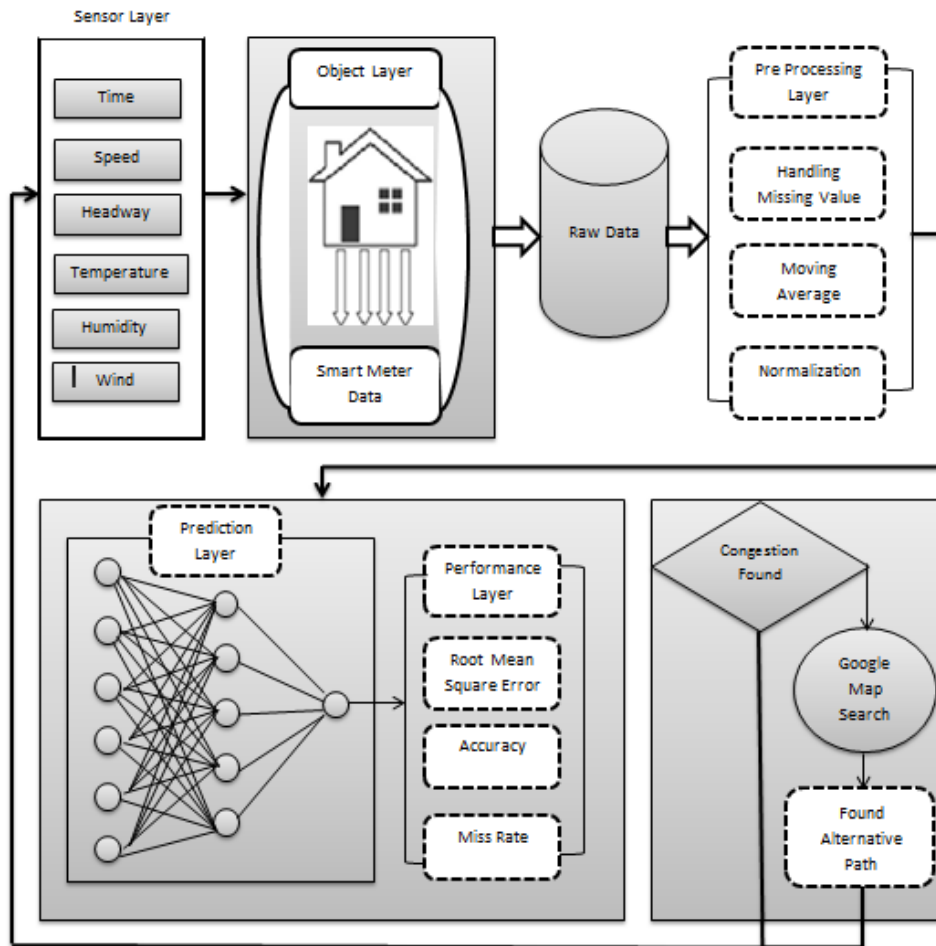 Sensor Layer
Time
Speed
Headway
Temperature
Humidity
Wind
Object Layer
Smart Meter
Data
Raw Data
Pre Processing
Layer
Handling
Missing Value
Moving
Average
Normalization
Prediction
Layer
Performance
Layer
Root Mean
Square Error
Accuracy
Miss Rate
Congestion
Found
Google
Map
Search
Found
Alternative
Path